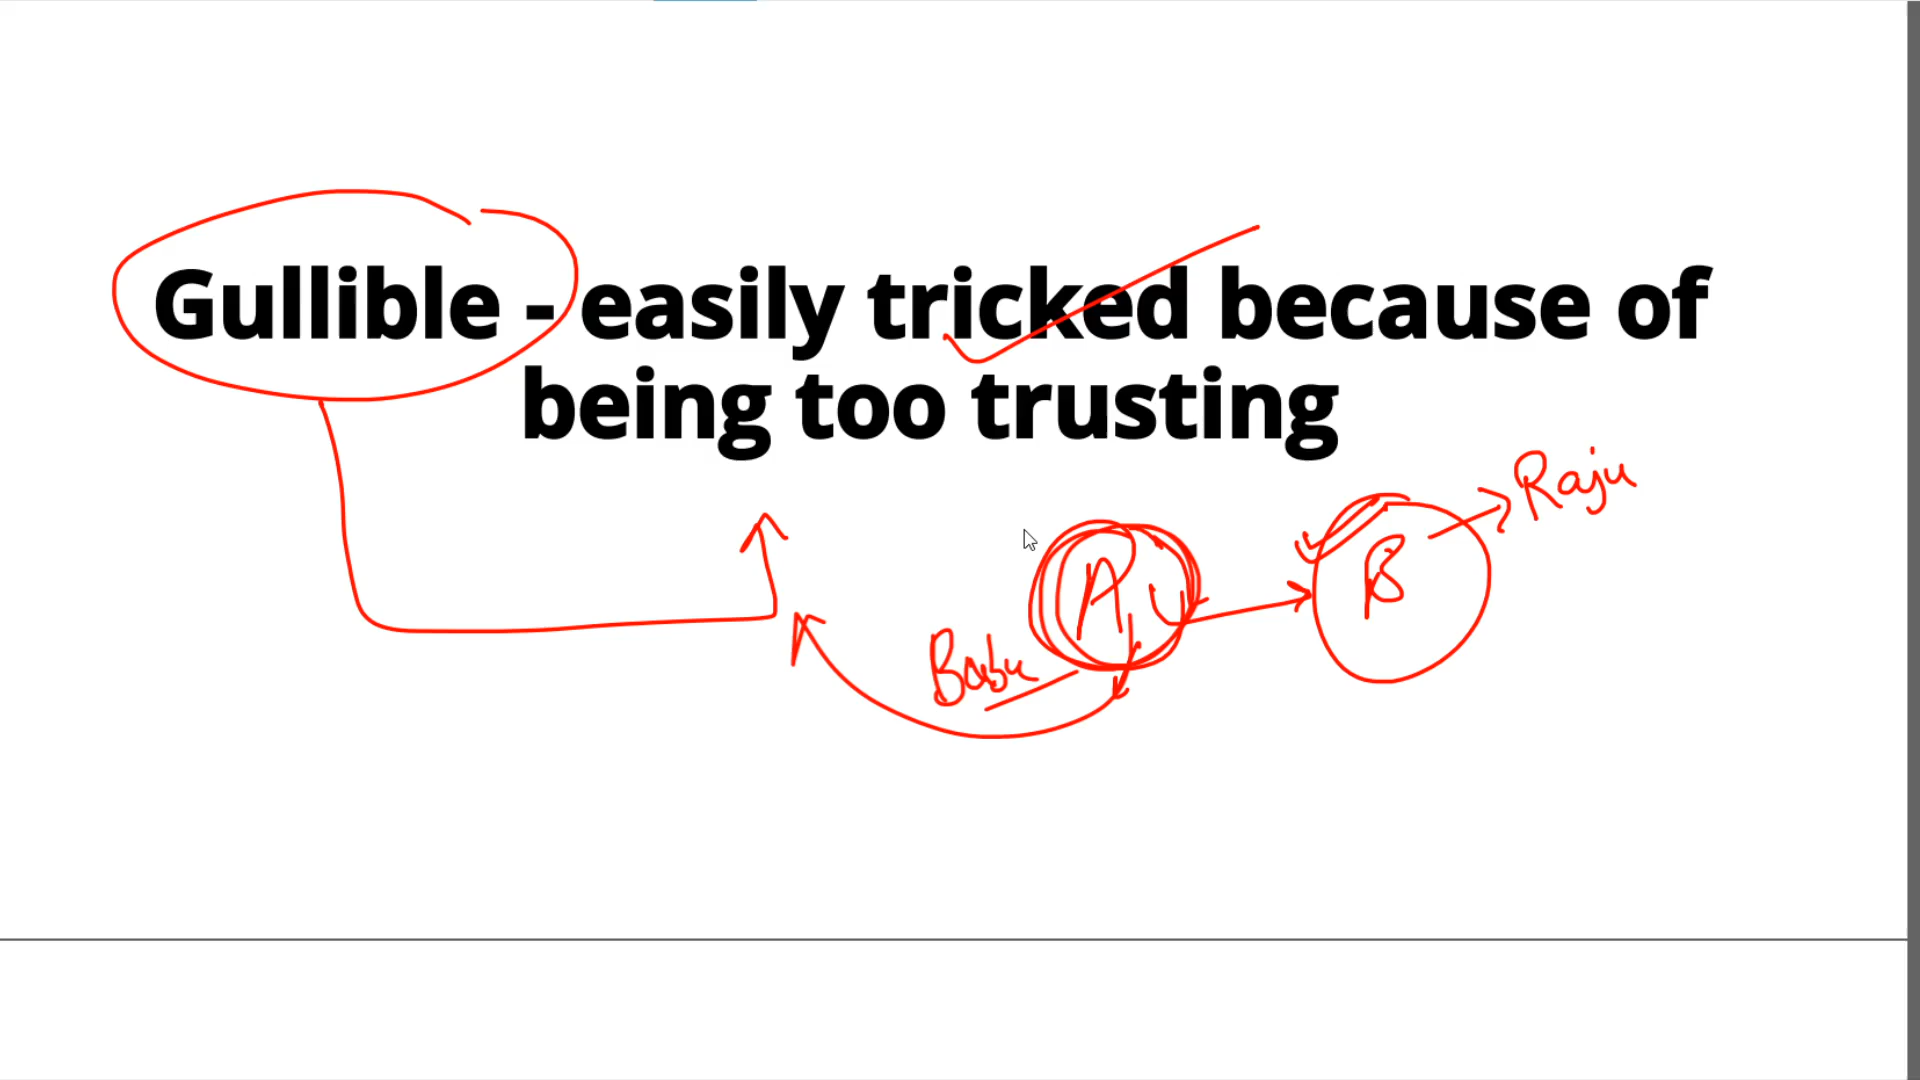 Gullible - easily tricked because of
being too trusting
Raju
A
B
Babu